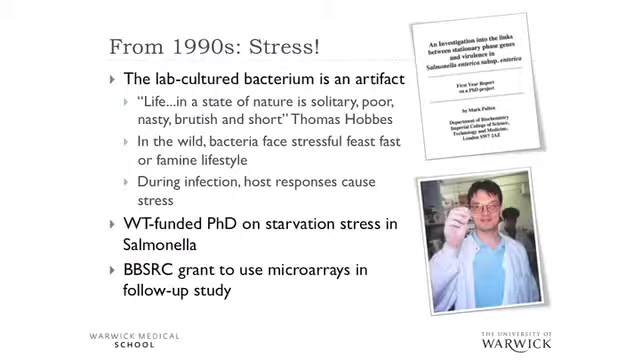 From 1990s: Stress!
The lab-cultured bacterium is an artifact
"Life...in a state of nature is solitary, poor,
nasty, brutish and short" Thomas Hobbes
In the wild, bacteria face stressful feast fast
or famine lifestyle
During infection, host responses cause
stress
WT-funded PhD on starvation stress in
Salmonella
BBSRC grant to use microarrays in
follow-up study
An Investigation into the links
between stationary phase genes
and virulence in
Salmonella enterica subsp. enterica
First Year Report
on a PhD project
by Mark Pallen
Department of Biochemistry
Imperial College of Science,
Technology and Medicine,
London SW7 2AZ
WARWICK MEDICAL
SCHOOL
THE UNIVERSITY OF
WARWICK